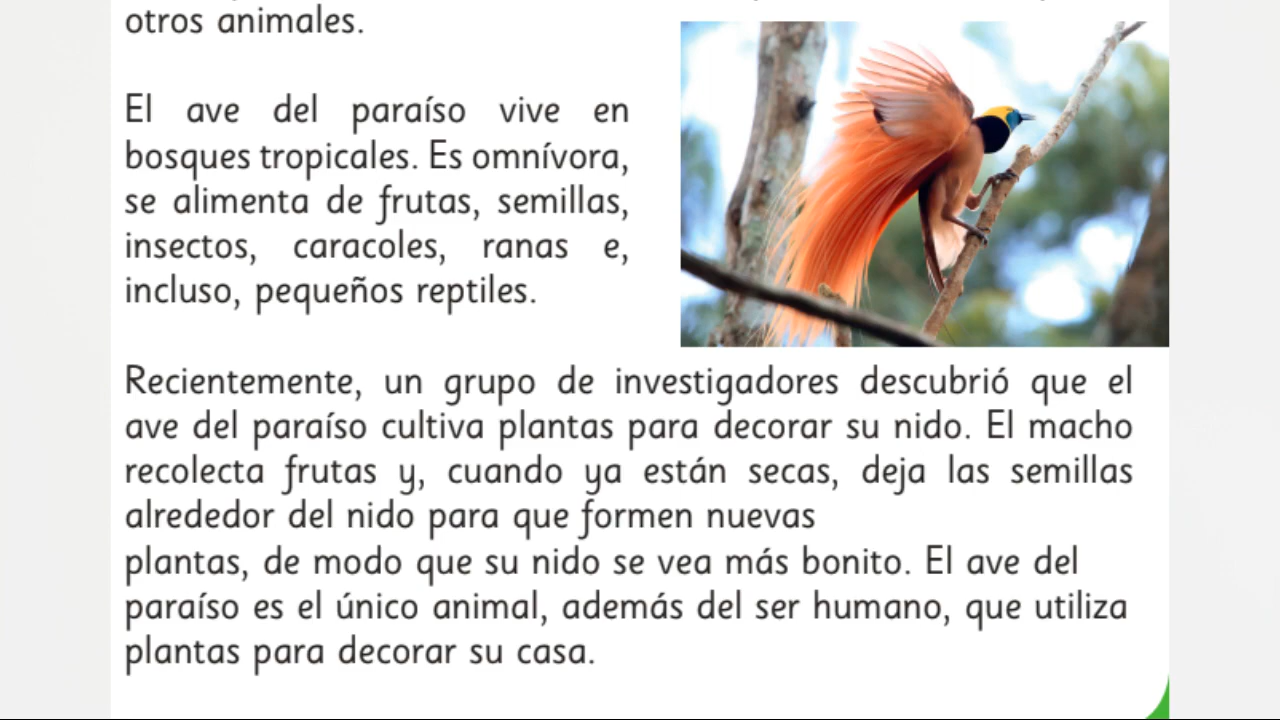 otros animales.
El ave del paraíso vive en
bosques tropicales. Es omnívora,
se alimenta de frutas, semillas,
insectos, caracoles, ranas e,
incluso, pequeños reptiles.
Recientemente, un grupo de investigadores descubrió que el
ave del paraíso cultiva plantas para decorar su nido. El macho
recolecta frutas y, cuando ya están secas, deja las semillas
alrededor del nido para que formen nuevas
plantas, de modo que su nido se vea más bonito. El ave del
paraíso es el único animal, además del ser humano, que utiliza
plantas para decorar su casa.